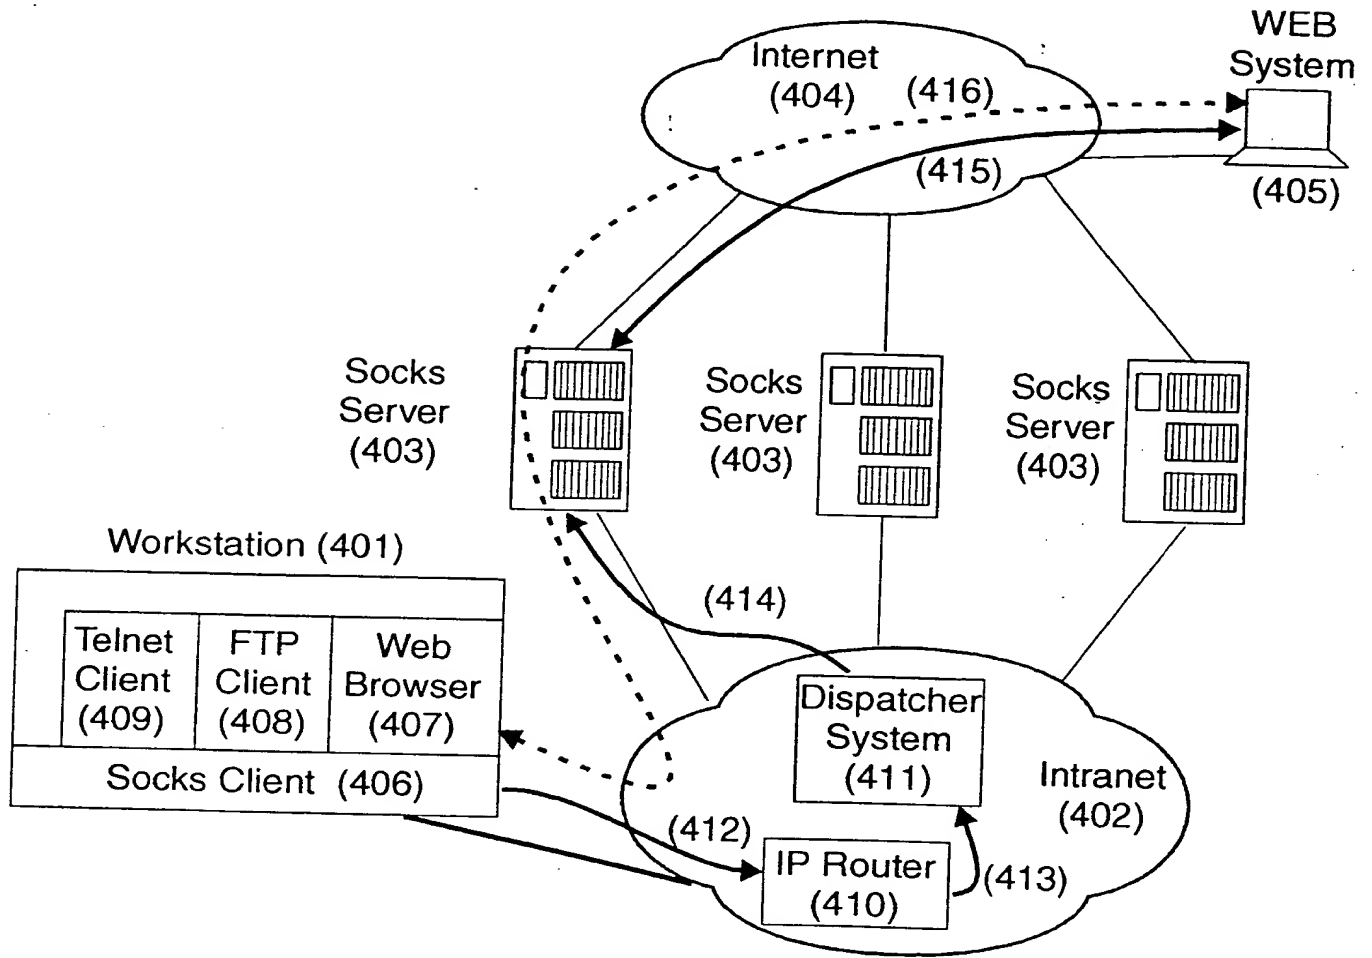 WEB
System
(405)
Internet
(404)
(416)
(415)
Socks
Server
(403)
Socks
Server
(403)
Socks
Server
(403)
Workstation (401)
Telnet
Client
(409)
FTP
Client
(408)
Web
Browser
(407)
Socks Client (406)
(414)
Dispatcher
System
(411)
Intranet
(402)
(412)
IP Router
(410)
(413)